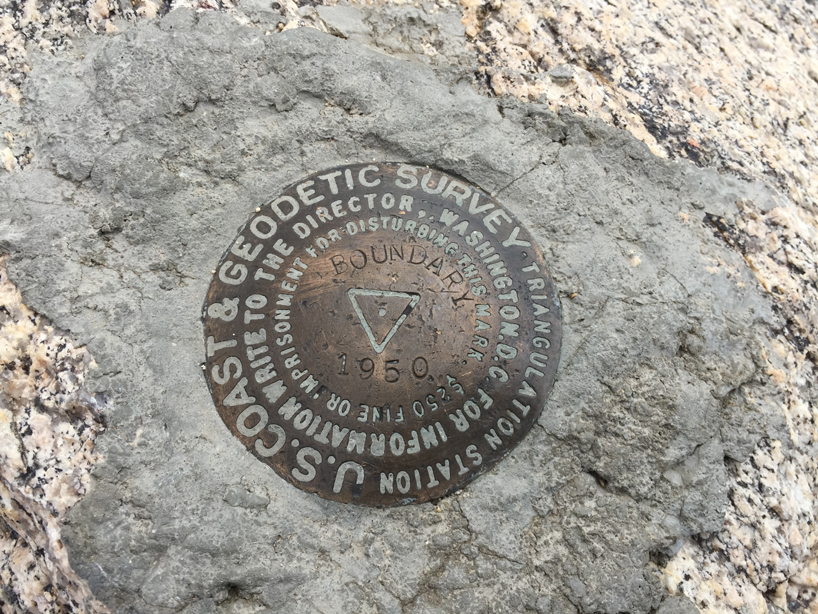 U.S. COAST & GEODETIC SURVEY
TRIANGULATION STATION
WRITE TO THE DIRECTOR, WASHINGTON, D.C. FOR INFORMATION
$250 FINE OR IMPRISONMENT FOR DISTURBING THIS MARK
BOUNDARY
1950